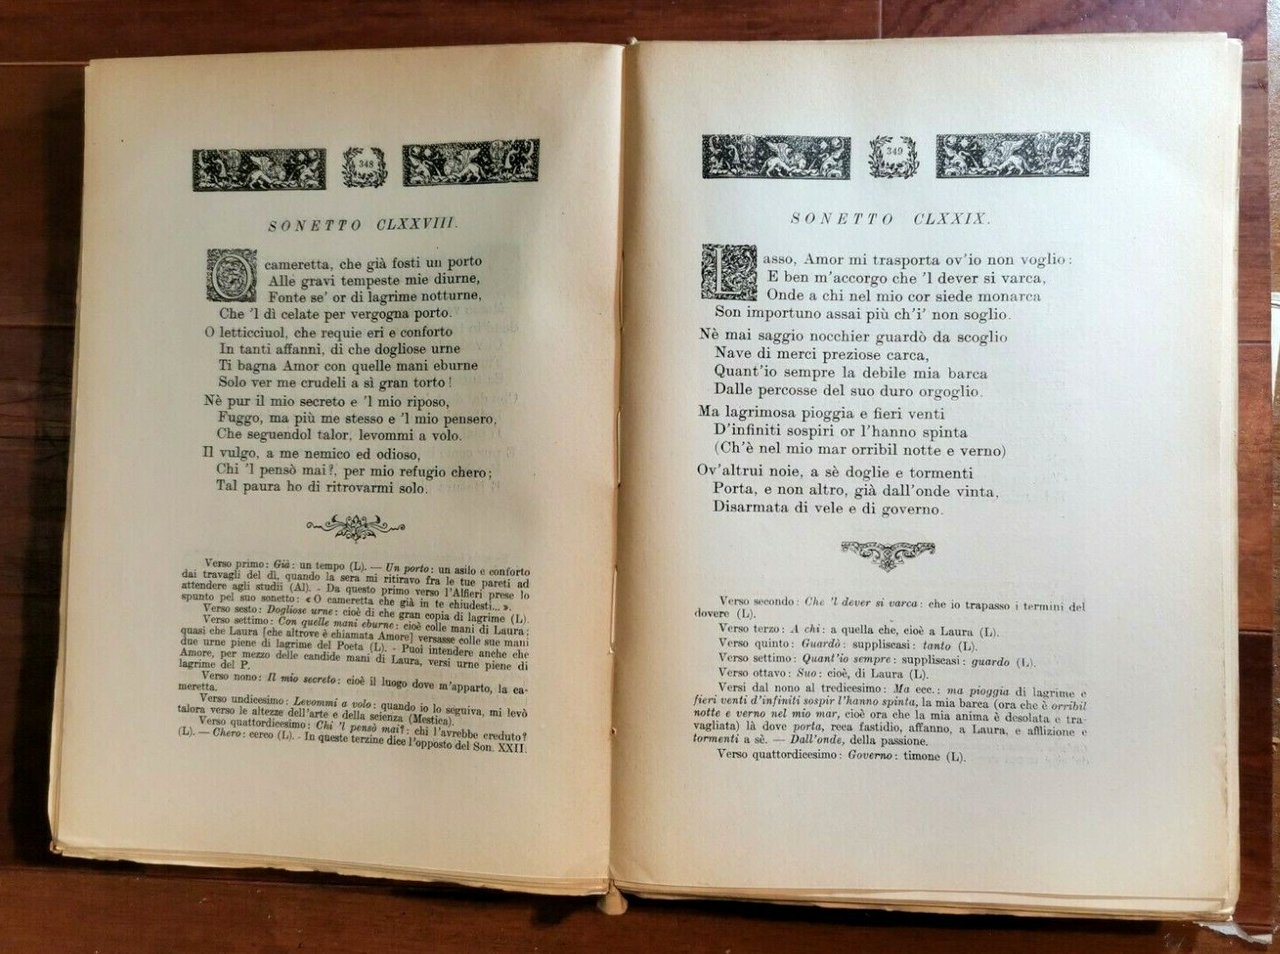 348
SONETTO CLXXVIII.
O cameretta, che già fosti un porto
Alle gravi tempeste mie diurne,
Fonte se' or di lagrime notturne,
Che 'l dì celate per vergogna porto.
O letticciuol, che requie eri e conforto
In tanti affanni, di che dogliose urne
Ti bagna Amor con quelle mani eburne
Solo ver me crudeli a sì gran torto!
Nè pur il mio secreto e 'l mio riposo,
Fuggo, ma più me stesso e 'l mio pensero,
Che seguendol talor, levommi a volo.
Il vulgo, a me nemico ed odioso,
Chi 'l pensò mai?, per mio refugio chero;
Tal paura ho di ritrovarmi solo.
Verso primo: Già: un tempo (L). — Un porto: un asilo e conforto
dai travagli del dì, quando la sera mi ritiravo fra le tue pareti ad
attendere agli studii (Al). - Da questo primo verso l'Alfieri prese lo
spunto pel suo sonetto: « O cameretta che già in te chiudesti... ».
Verso sesto: Dogliose urne: cioè di che gran copia di lagrime (L).
Verso settimo: Con quelle mani eburne: cioè colle mani di Laura;
quasi che Laura [che altrove è chiamata Amore] versasse colle sue mani
due urne piene di lagrime del Poeta (L). - Puoi intendere anche che
Amore, per mezzo delle candide mani di Laura, versi urne piene di
lagrime del P.
Verso nono: Il mio secreto: cioè il luogo dove m'apparto, la ca-
meretta.
Verso undicesimo: Levommi a volo: quando io lo seguiva, mi levò
talora verso le altezze dell'arte e della scienza (Mestica).
Verso quattordicesimo: Chi 'l pensò mai?: chi l'avrebbe creduto?
(L). — Chero: cerco (L). - In queste terzine dice l'opposto del Son. XXII.
349
SONETTO CLXXIX.
Lasso, Amor mi trasporta ov'io non voglio:
E ben m'accorgo che 'l dever si varca,
Onde a chi nel mio cor siede monarca
Son importuno assai più ch'i' non soglio.
Nè mai saggio nocchier guardò da scoglio
Nave di merci preziose carca,
Quant'io sempre la debile mia barca
Dalle percosse del suo duro orgoglio.
Ma lagrimosa pioggia e fieri venti
D'infiniti sospiri or l'hanno spinta
(Ch'è nel mio mar orribil notte e verno)
Ov'altrui noie, a sè doglie e tormenti
Porta, e non altro, già dall'onde vinta,
Disarmata di vele e di governo.
Verso secondo: Che 'l dever si varca: che io trapasso i termini del
dovere (L).
Verso terzo: A chi: a quella che, cioè a Laura (L).
Verso quinto: Guardò: suppliscasi: tanto (L).
Verso settimo: Quant'io sempre: suppliscasi: guardo (L).
Verso ottavo: Suo: cioè, di Laura (L).
Versi dal nono al tredicesimo: Ma ecc.: ma pioggia di lagrime e
fieri venti d'infiniti sospir l'hanno spinta, la mia barca (ora che è orribil
notte e verno nel mio mar, cioè ora che la mia anima è desolata e tra-
vagliata) là dove porta, reca fastidio, affanno, a Laura, e afflizione e
tormenti a sè. — Dall'onde, della passione.
Verso quattordicesimo: Governo: timone (L).